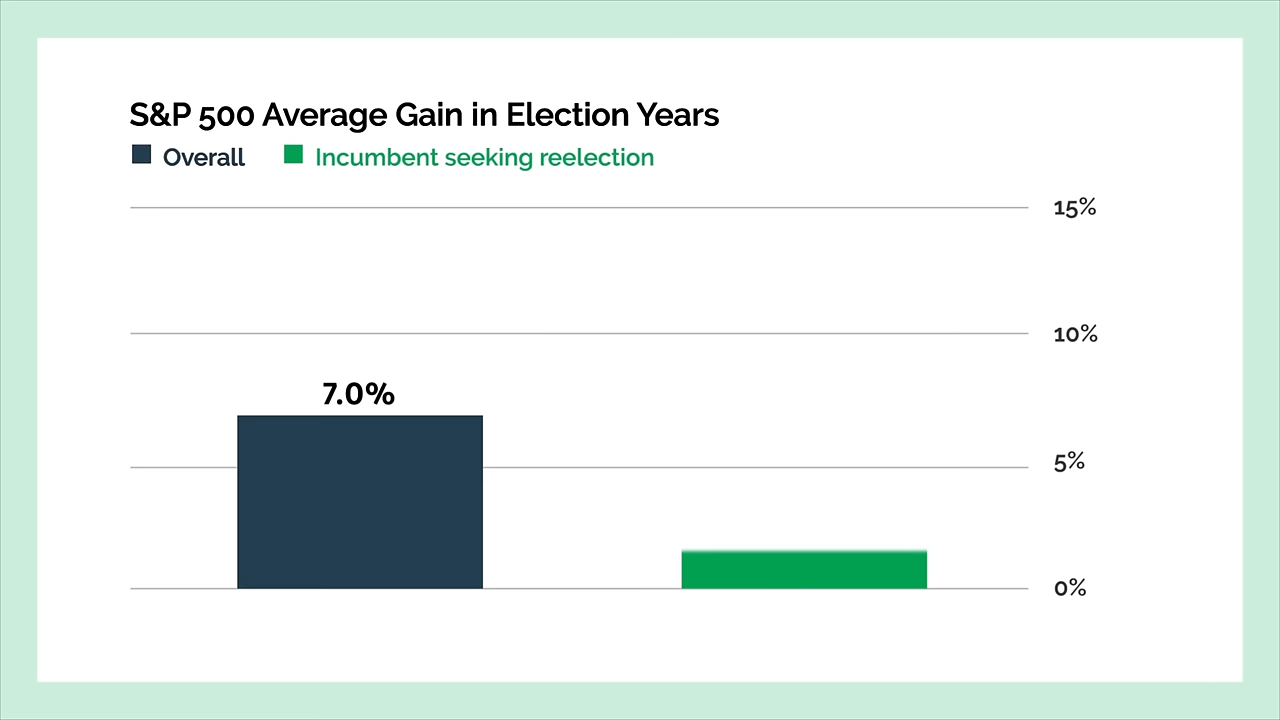 S&P 500 Average Gain in Election Years
Overall Incumbent seeking reelection
15%
10%
7.0%
5%
0%